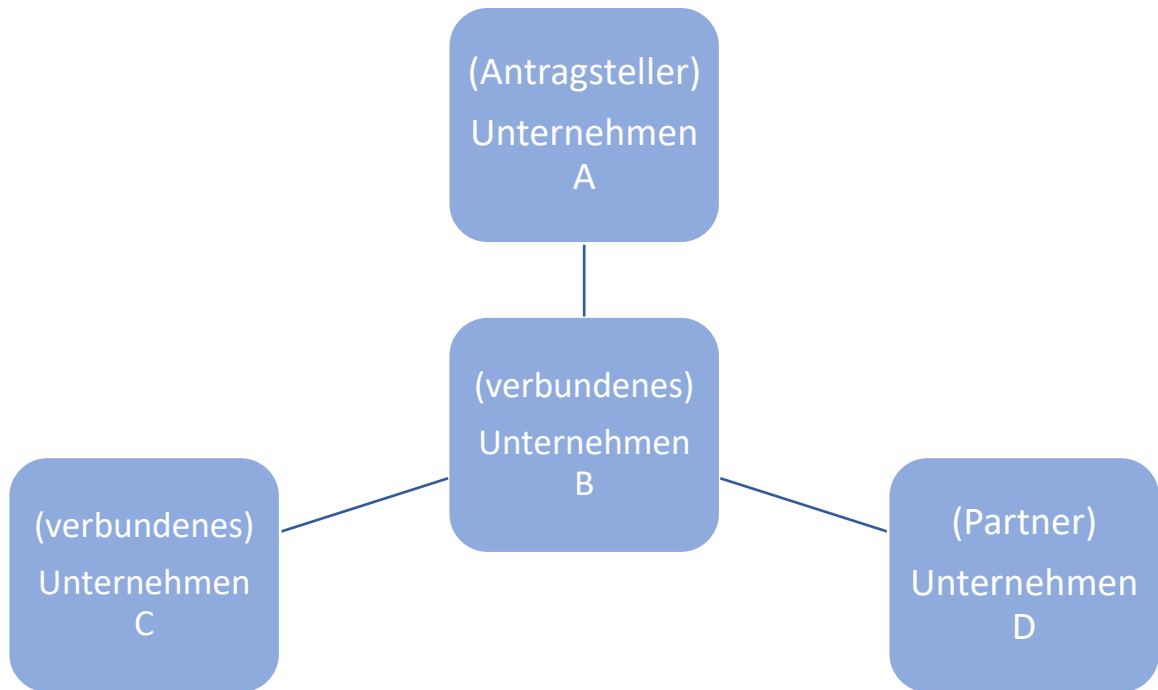 (Antragsteller)
Unternehmen
A
(verbundenes)
Unternehmen
B
(verbundenes)
Unternehmen
C
(Partner)
Unternehmen
D